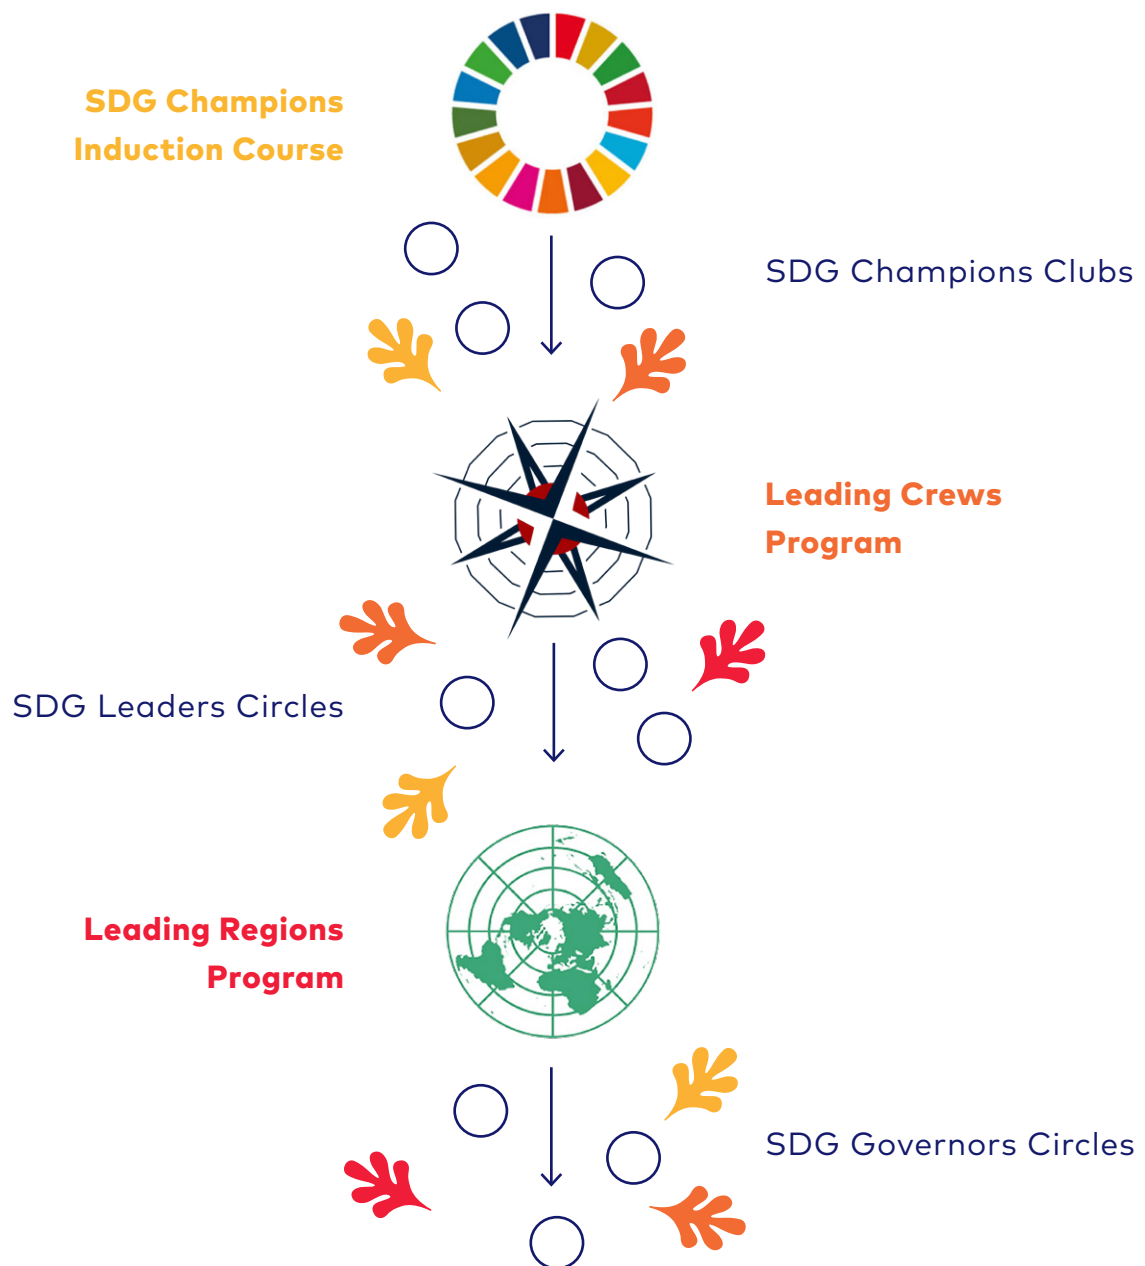 SDG Champions
Induction Course
SDG Champions Clubs
Leading Crews
Program
SDG Leaders Circles
Leading Regions
Program
SDG Governors Circles